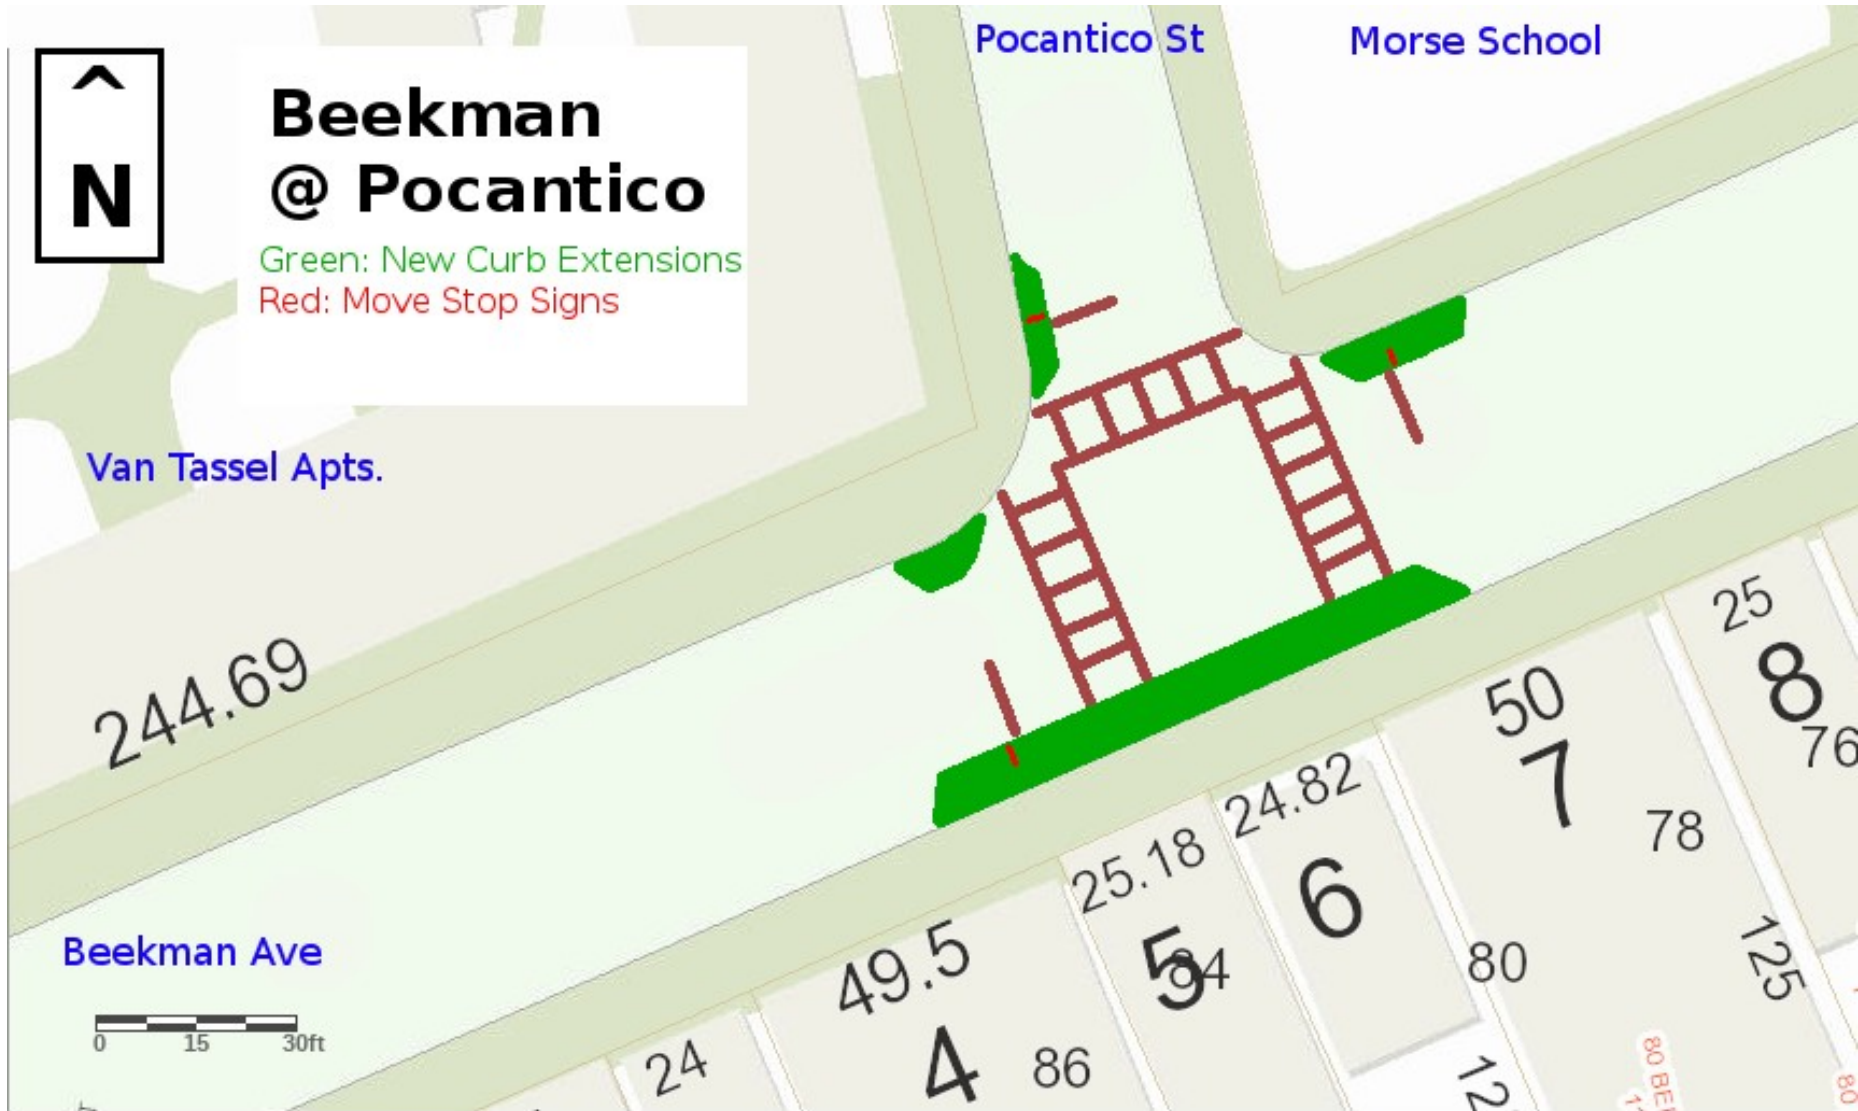 Pocantico St
Morse School
^
N
Beekman
@ Pocantico
Green: New Curb Extensions
Red: Move Stop Signs
Van Tassel Apts.
244.69
Beekman Ave
0 15 30ft
25
8
76
50
7
78
24.82
6
80
125
25.18
5
84
49.5
4
86
24